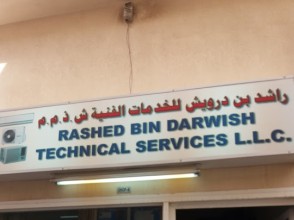 راشد بن درويش للخدمات الفنية ش.ذ.م.م
RASHED BIN DARWISH
TECHNICAL SERVICES L.L.C.